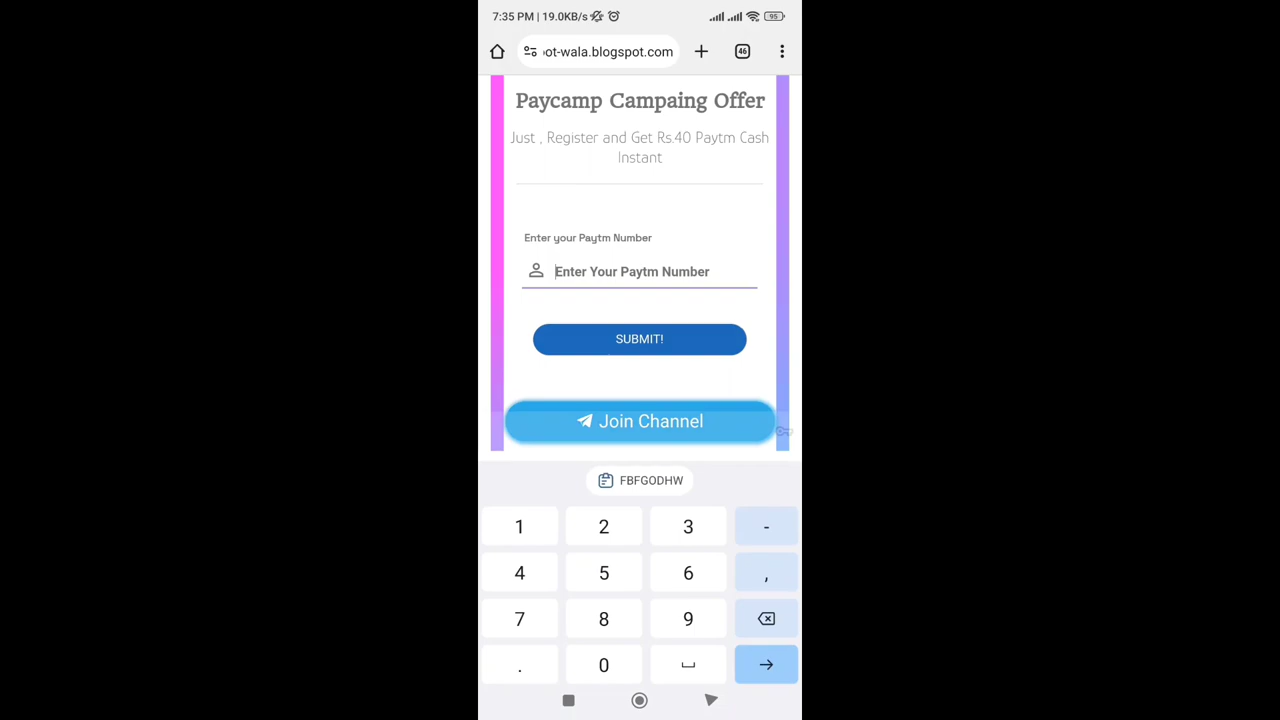 7:35 PM | 19.0KB/s
95
ot-wala.blogspot.com
46
Paycamp Campaing Offer
Just , Register and Get Rs.40 Paytm Cash
Instant
Enter your Paytm Number
Enter Your Paytm Number
SUBMIT!
Join Channel
FBFGODHW
1 2 3 -
4 5 6 ,
7 8 9
. 0